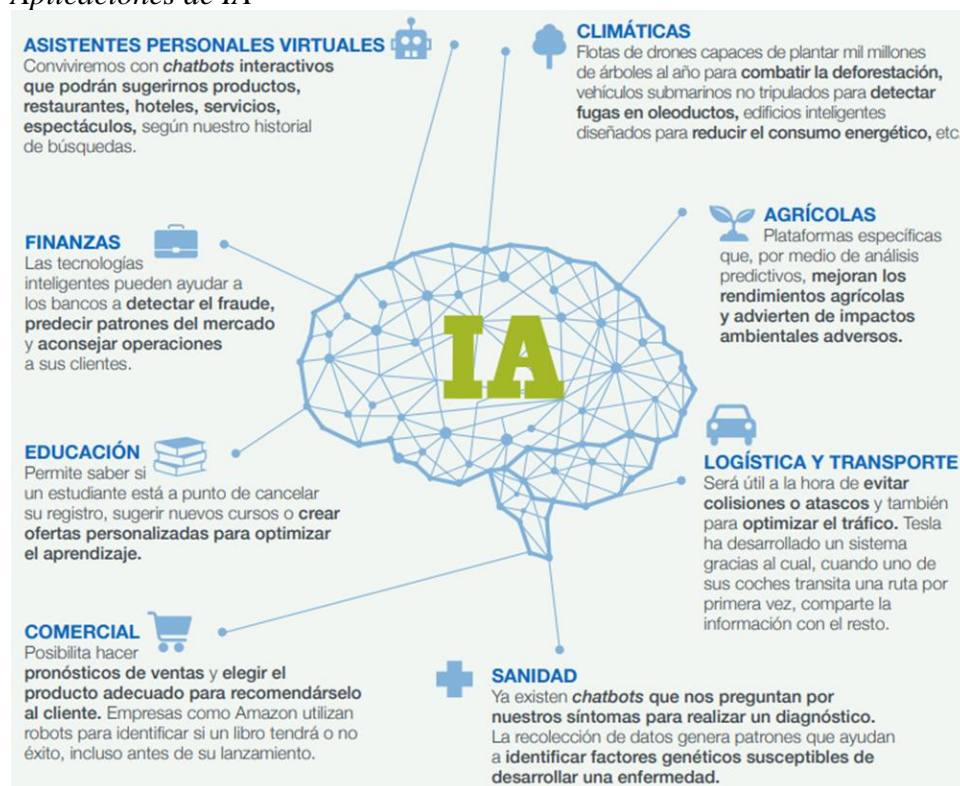 Aplicaciones de IA
ASISTENTES PERSONALES VIRTUALES
Conviviremos con chatbots interactivos
que podrán sugerirnos productos,
restaurantes, hoteles, servicios,
espectáculos, según nuestro historial
de búsquedas.
CLIMÁTICAS
Flotas de drones capaces de plantar mil millones
de árboles al año para combatir la deforestación,
vehículos submarinos no tripulados para detectar
fugas en oleoductos, edificios inteligentes
diseñados para reducir el consumo energético, etc.
FINANZAS
Las tecnologías
inteligentes pueden ayudar a
los bancos a detectar el fraude,
predecir patrones del mercado
y aconsejar operaciones
a sus clientes.
AGRÍCOLAS
Plataformas específicas
que, por medio de análisis
predictivos, mejoran los
rendimientos agrícolas
y advierten de impactos
ambientales adversos.
IA
EDUCACIÓN
Permite saber si
un estudiante está a punto de cancelar
su registro, sugerir nuevos cursos o crear
ofertas personalizadas para optimizar
el aprendizaje.
LOGÍSTICA Y TRANSPORTE
Será útil a la hora de evitar
colisiones o atascos y también
para optimizar el tráfico. Tesla
ha desarrollado un sistema
gracias al cual, cuando uno de
sus coches transita una ruta por
primera vez, comparte la
información con el resto.
COMERCIAL
Posibilita hacer
pronósticos de ventas y elegir el
producto adecuado para recomendárselo
al cliente. Empresas como Amazon utilizan
robots para identificar si un libro tendrá o no
éxito, incluso antes de su lanzamiento.
SANIDAD
Ya existen chatbots que nos preguntan por
nuestros síntomas para realizar un diagnóstico.
La recolección de datos genera patrones que ayudan
a identificar factores genéticos susceptibles de
desarrollar una enfermedad.